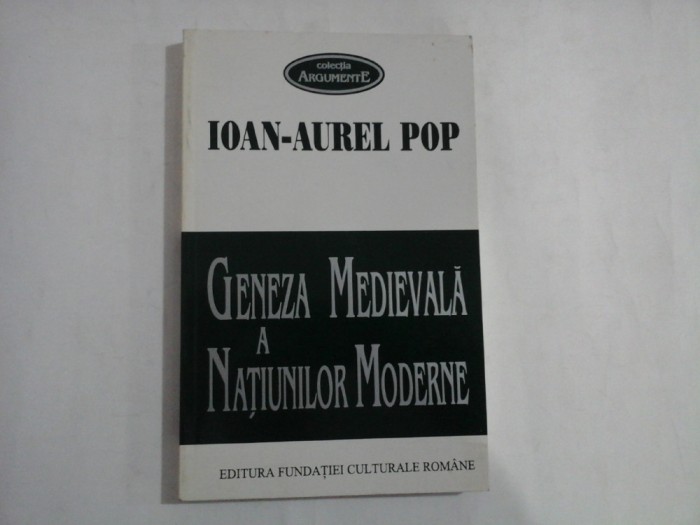 colecția
ARGUMENTE
IOAN-AUREL POP
GENEZA MEDIEVALĂ
A
NAȚIUNILOR MODERNE
EDITURA FUNDAȚIEI CULTURALE ROMÂNE